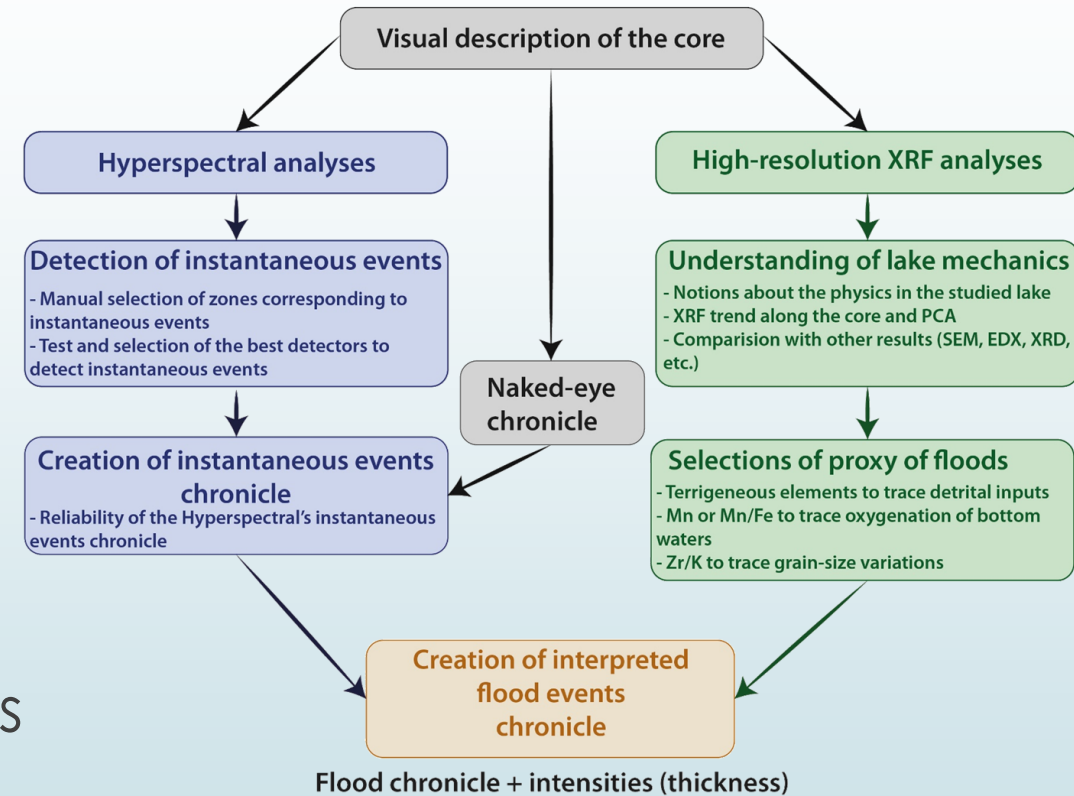 Visual description of the core
Hyperspectral analyses
Detection of instantaneous events
- Manual selection of zones corresponding to
instantaneous events
- Test and selection of the best detectors to
detect instantaneous events
Creation of instantaneous events
chronicle
- Reliability of the Hyperspectral's instantaneous
events chronicle
Naked-eye
chronicle
High-resolution XRF analyses
Understanding of lake mechanics
- Notions about the physics in the studied lake
- XRF trend along the core and PCA
- Comparision with other results (SEM, EDX, XRD,
etc.)
Selections of proxy of floods
- Terrigeneous elements to trace detrital inputs
- Mn or Mn/Fe to trace oxygenation of bottom
waters
- Zr/K to trace grain-size variations
Creation of interpreted
flood events
chronicle
s
Flood chronicle + intensities (thickness)